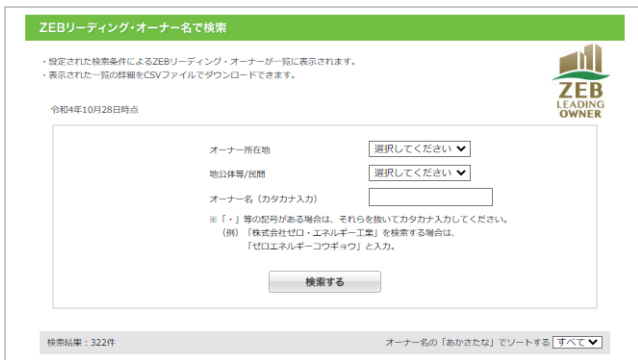 ZEBリーディング・オーナー名で検索
・設定された検索条件によるZEBリーディング・オーナーが一覧に表示されます。
・表示された一覧の詳細をCSVファイルでダウンロードできます。
ZEB
LEADING
OWNER
令和4年10月28日時点
オーナー所在地 選択してください
地公体等/民間 選択してください
オーナー名（カタカナ入力）
※「・」等の記号がある場合は、それらを抜いてカタカナ入力してください。
（例）「株式会社ゼロ・エネルギー工業」を検索する場合は、
「ゼロエネルギーコウギョウ」と入力。
検索する
検索結果：322件 オーナー名の「あかさたな」でソートする すべて